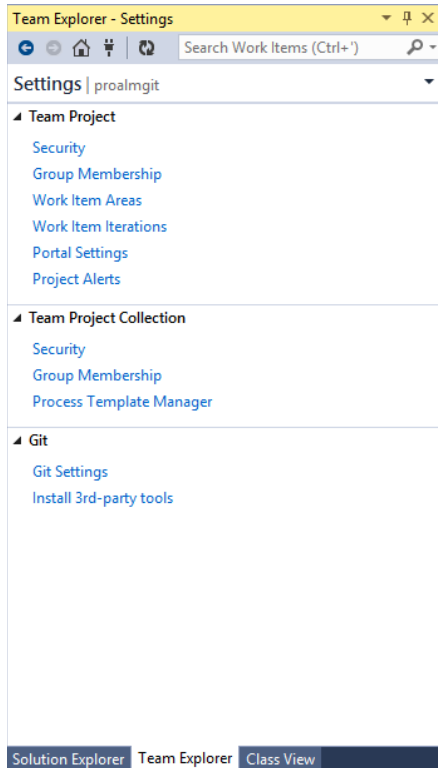 Team Explorer - Settings
Search Work Items (Ctrl+')
Settings | proalmgit
Team Project
Security
Group Membership
Work Item Areas
Work Item Iterations
Portal Settings
Project Alerts
Team Project Collection
Security
Group Membership
Process Template Manager
Git
Git Settings
Install 3rd-party tools
Solution Explorer Team Explorer Class View